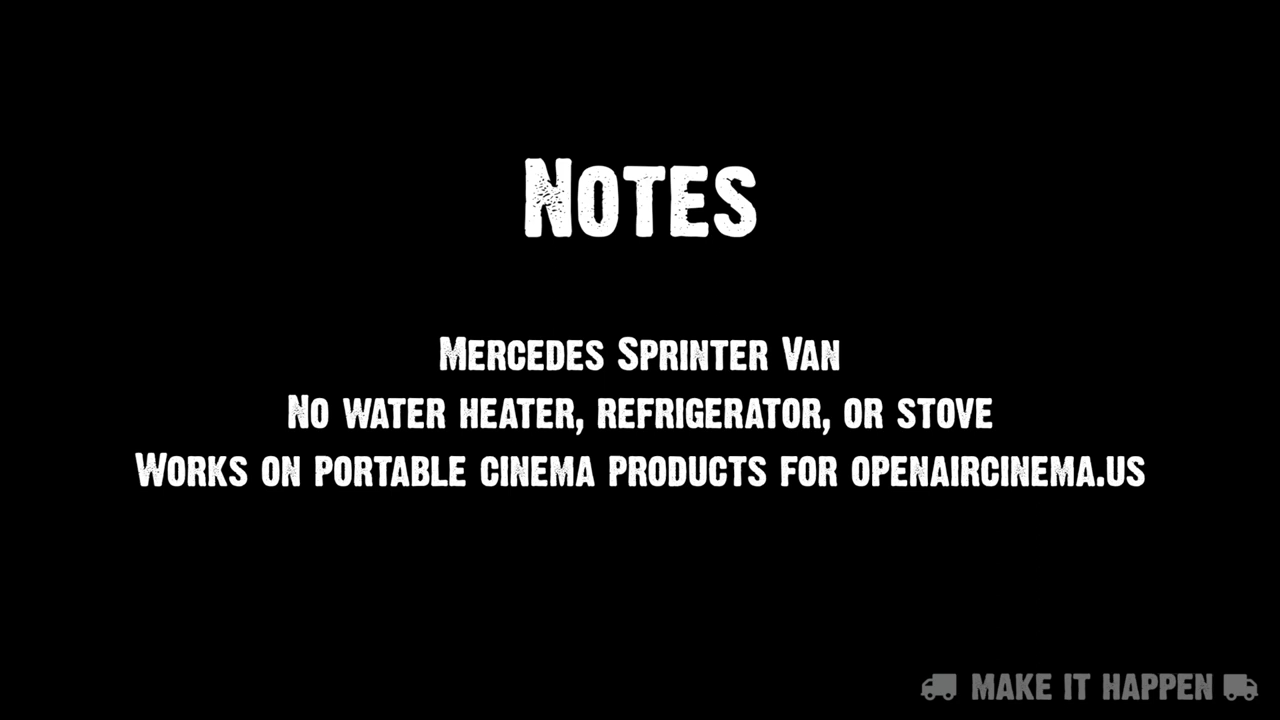 Notes
Mercedes Sprinter Van
No water heater, refrigerator, or stove
Works on portable cinema products for openaircinema.us
MAKE IT HAPPEN